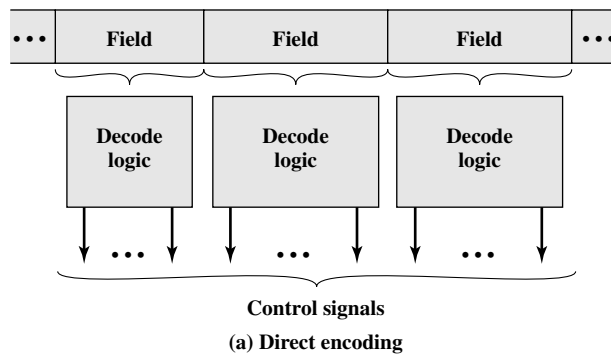 ••• Field Field Field •••
Decode logic Decode logic Decode logic
••• ••• •••
Control signals
(a) Direct encoding